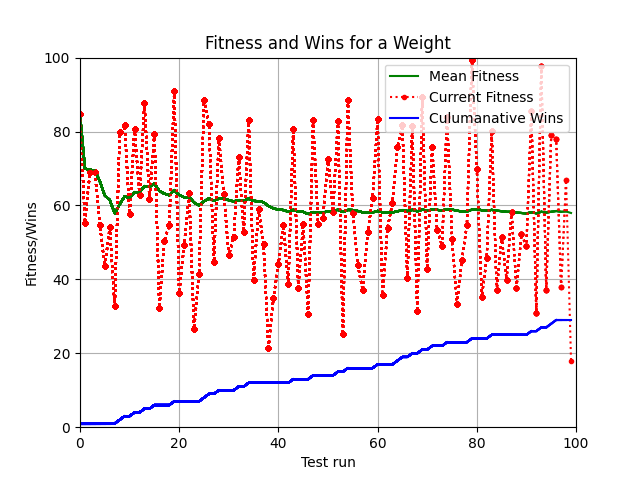 Fitness and Wins for a Weight
Mean Fitness
Current Fitness
Culumanative Wins
Fitness/Wins
100
80
60
40
20
0
0 20 40 60 80 100
Test run